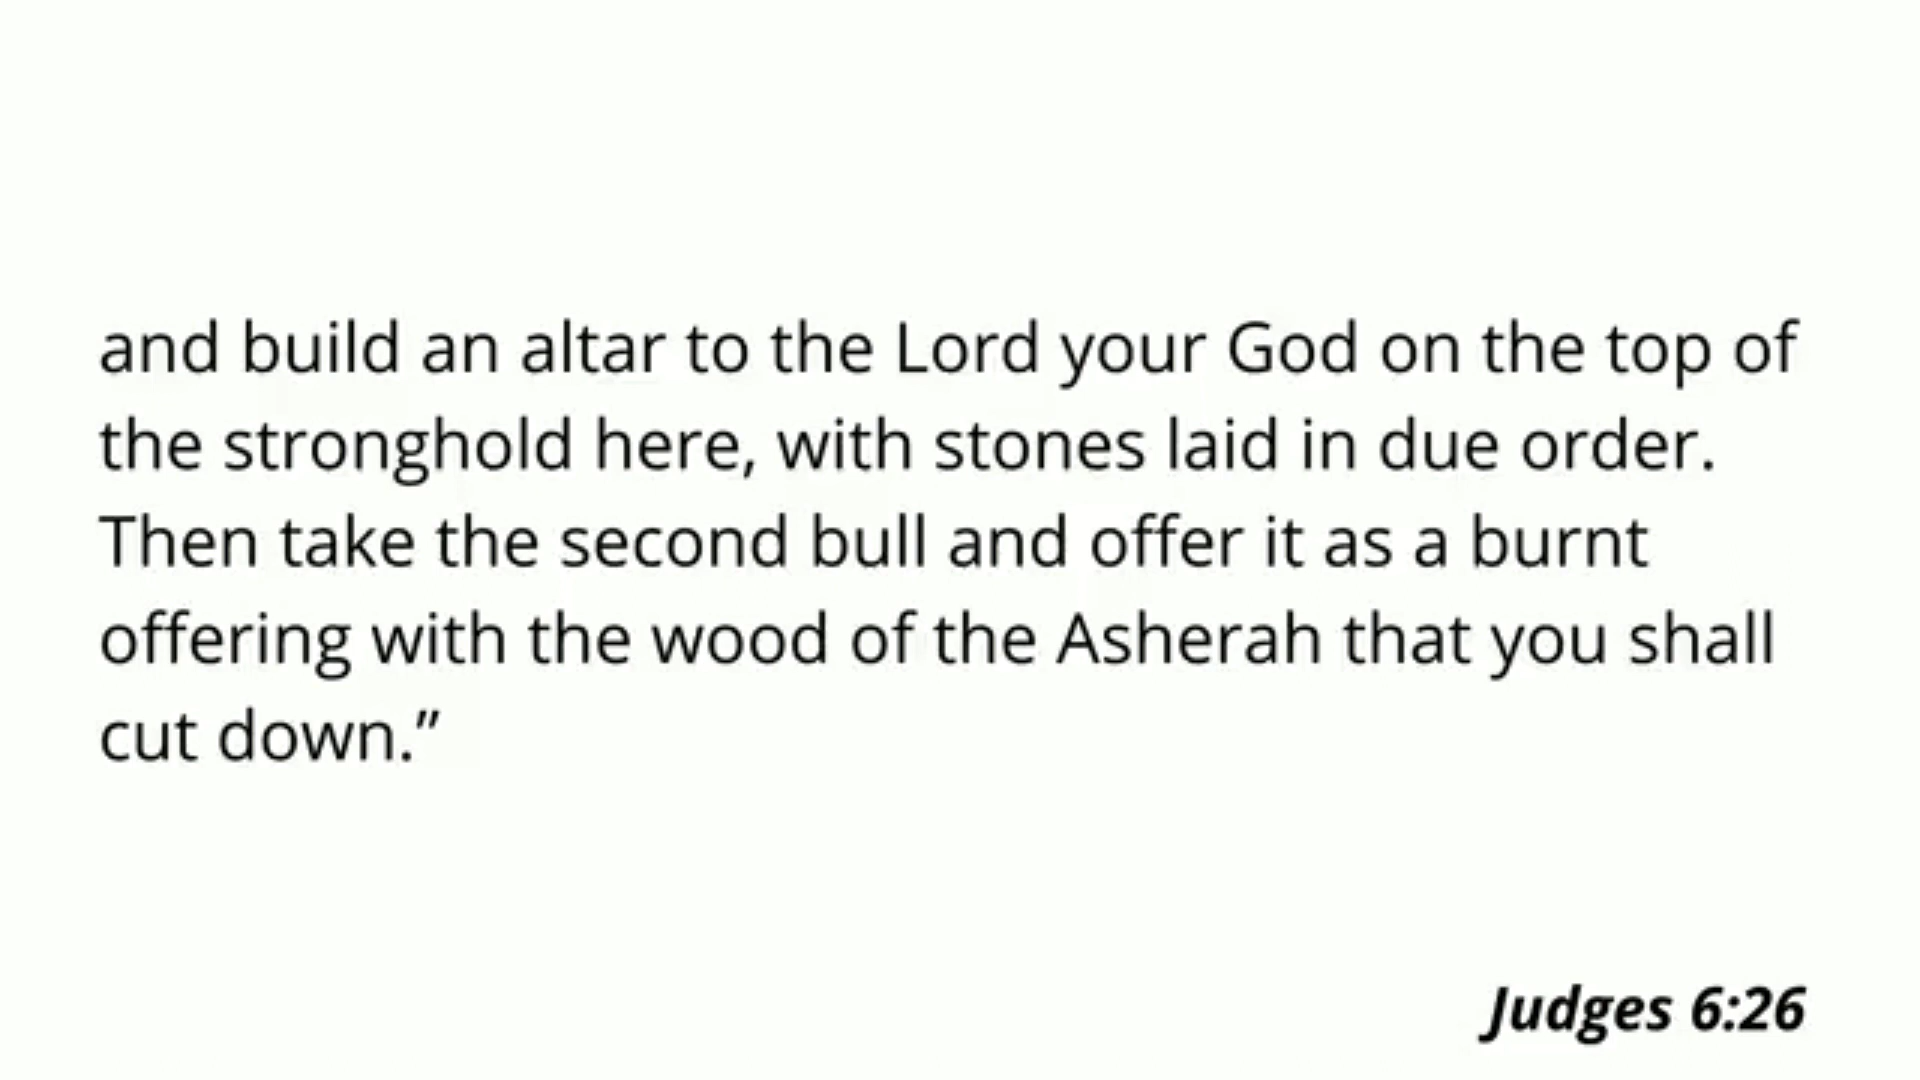 and build an altar to the Lord your God on the top of
the stronghold here, with stones laid in due order.
Then take the second bull and offer it as a burnt
offering with the wood of the Asherah that you shall
cut down.”
Judges 6:26